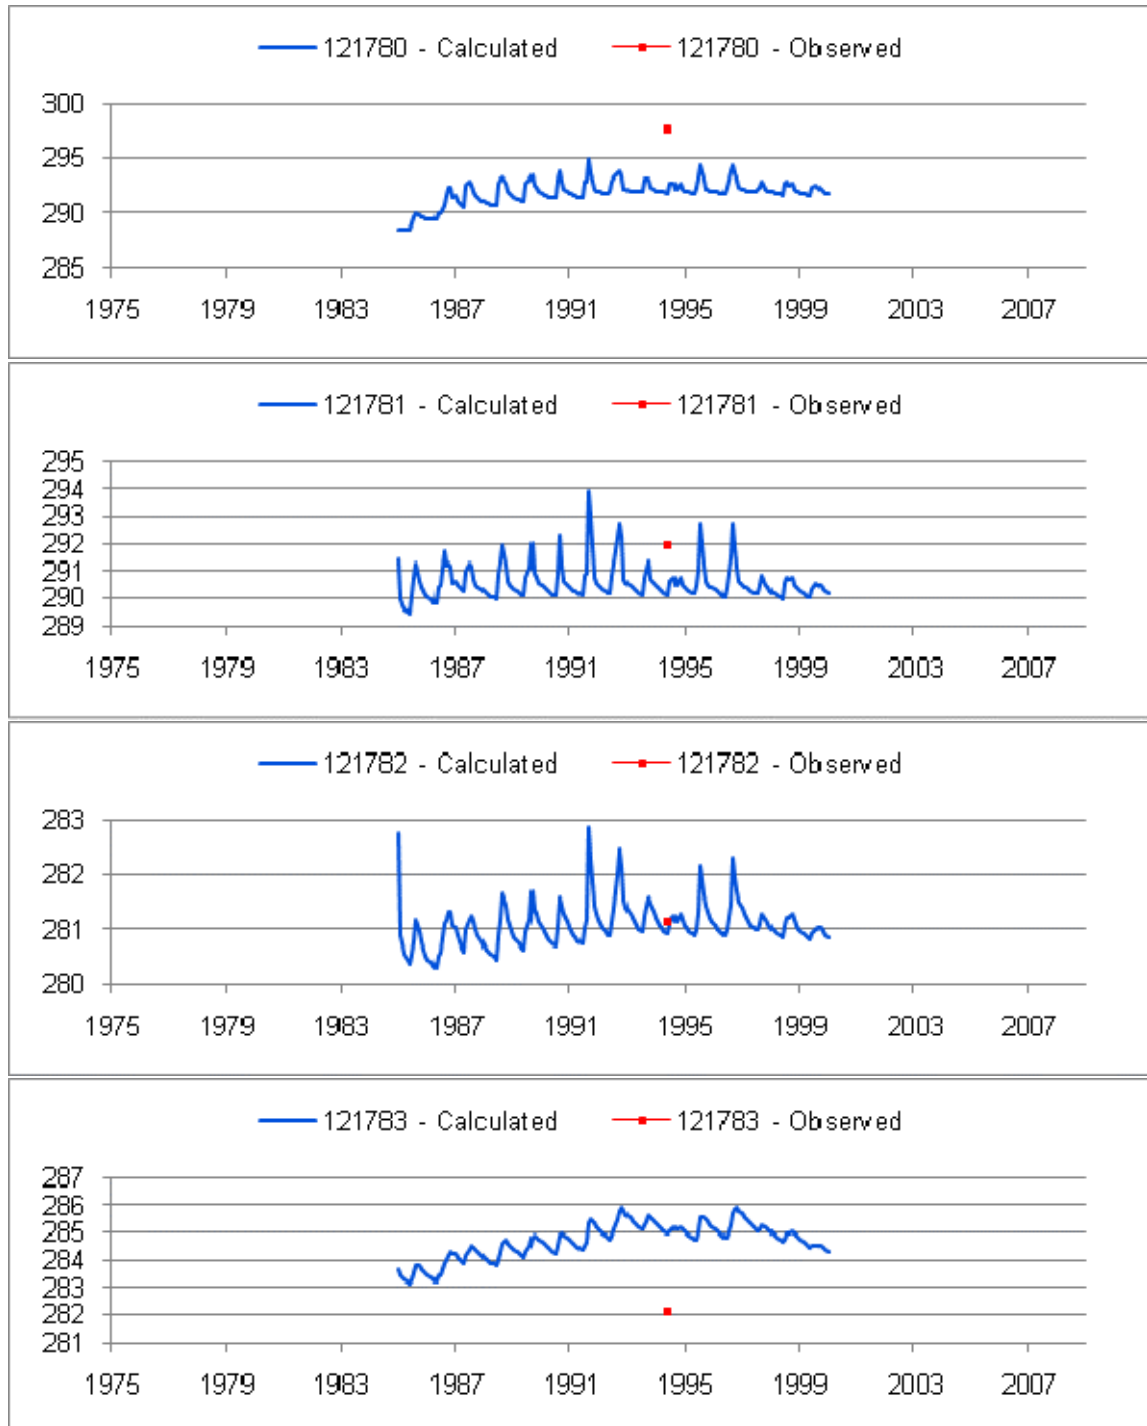 121780 - Calculated 121780 - Observed
300
295
290
285
1975 1979 1983 1987 1991 1995 1999 2003 2007
121781 - Calculated 121781 - Observed
295
294
293
292
291
290
289
1975 1979 1983 1987 1991 1995 1999 2003 2007
121782 - Calculated 121782 - Observed
283
282
281
280
1975 1979 1983 1987 1991 1995 1999 2003 2007
121783 - Calculated 121783 - Observed
287
286
285
284
283
282
281
1975 1979 1983 1987 1991 1995 1999 2003 2007